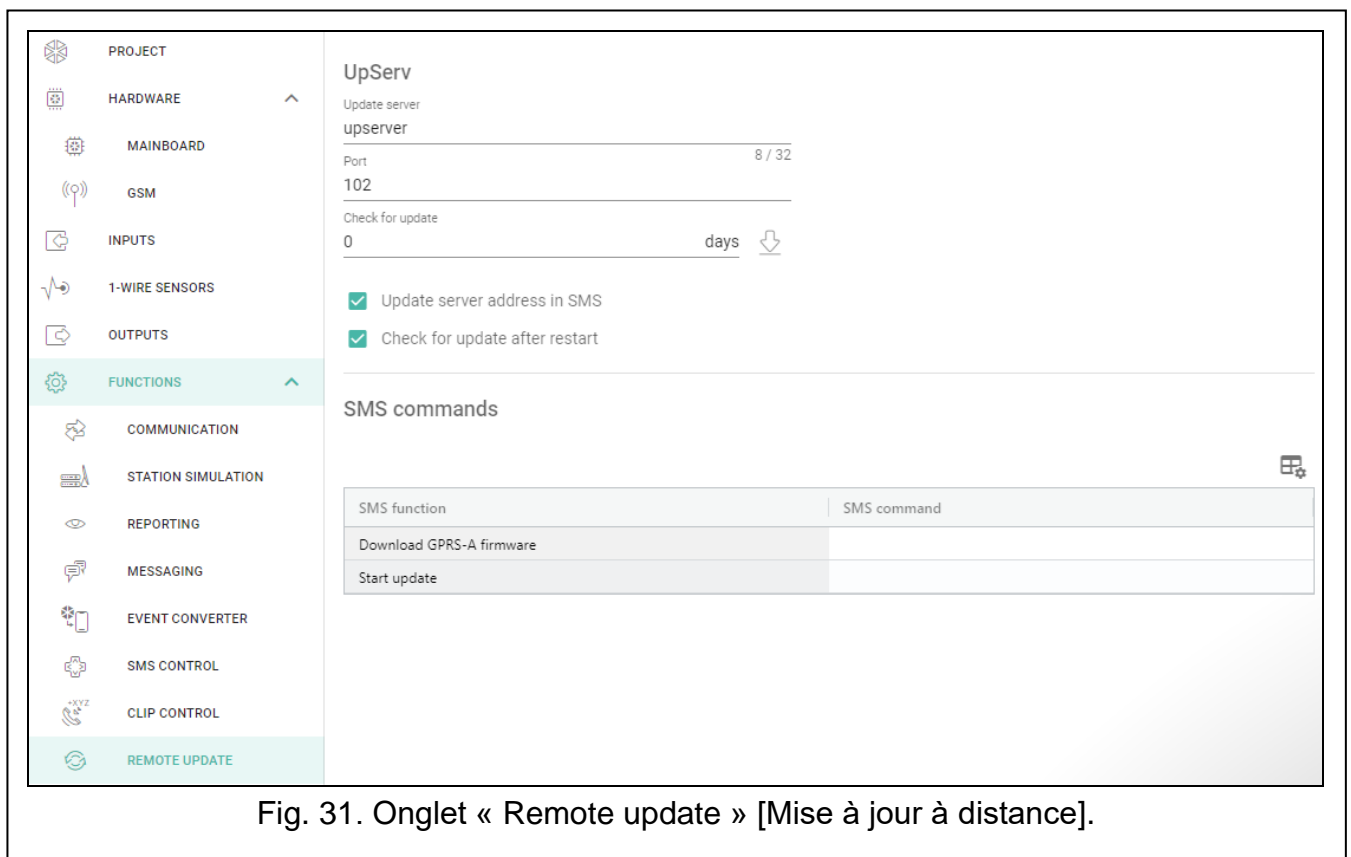 PROJECT
HARDWARE
MAINBOARD
GSM
INPUTS
1-WIRE SENSORS
OUTPUTS
FUNCTIONS
COMMUNICATION
STATION SIMULATION
REPORTING
MESSAGING
EVENT CONVERTER
SMS CONTROL
+XYZ
CLIP CONTROL
REMOTE UPDATE
UpServ
Update server
upserver
8 / 32
Port
102
Check for update
0 days
Update server address in SMS
Check for update after restart
SMS commands
SMS function SMS command
Download GPRS-A firmware
Start update
Fig. 31. Onglet « Remote update » [Mise à jour à distance].